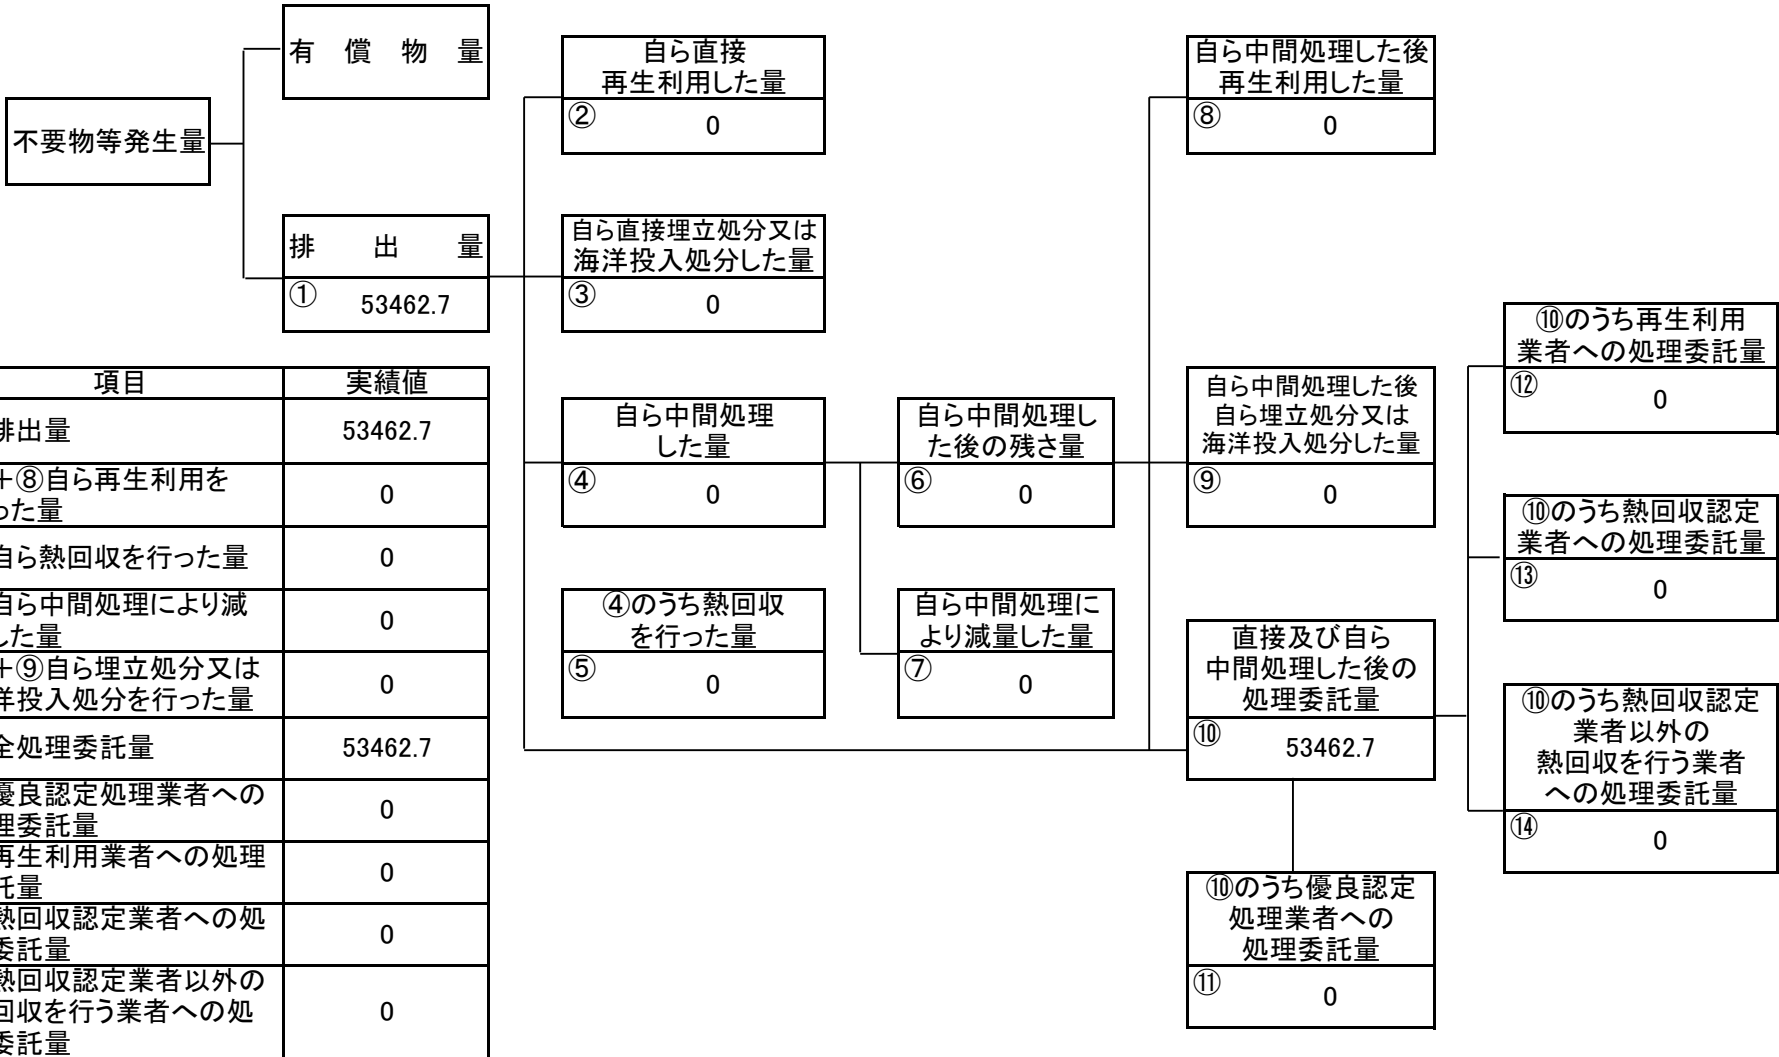 不要物等発生量
有償物量
排出量
① 53462.7
自ら直接
再生利用した量
② 0
自ら直接埋立処分又は
海洋投入処分した量
③ 0
自ら中間処理
した量
④ 0
④のうち熱回収
を行った量
⑤ 0
自ら中間処理し
た後の残さ量
⑥ 0
自ら中間処理に
より減量した量
⑦ 0
自ら中間処理した後
再生利用した量
⑧ 0
自ら中間処理した後
自ら埋立処分又は
海洋投入処分した量
⑨ 0
直接及び自ら
中間処理した後の
処理委託量
⑩ 53462.7
⑩のうち優良認定
処理業者への
処理委託量
⑪ 0
⑩のうち再生利用
業者への処理委託量
⑫ 0
⑩のうち熱回収認定
業者への処理委託量
⑬ 0
⑩のうち熱回収認定
業者以外の
熱回収を行う業者
への処理委託量
⑭ 0
項目 実績値
排出量 53462.7
+⑧自ら再生利用を
った量 0
自ら熱回収を行った量 0
自ら中間処理により減
した量 0
+⑨自ら埋立処分又は
洋投入処分を行った量 0
全処理委託量 53462.7
優良認定処理業者への
理委託量 0
再生利用業者への処理
託量 0
熱回収認定業者への処
委託量 0
熱回収認定業者以外の
回収を行う業者への処
委託量 0